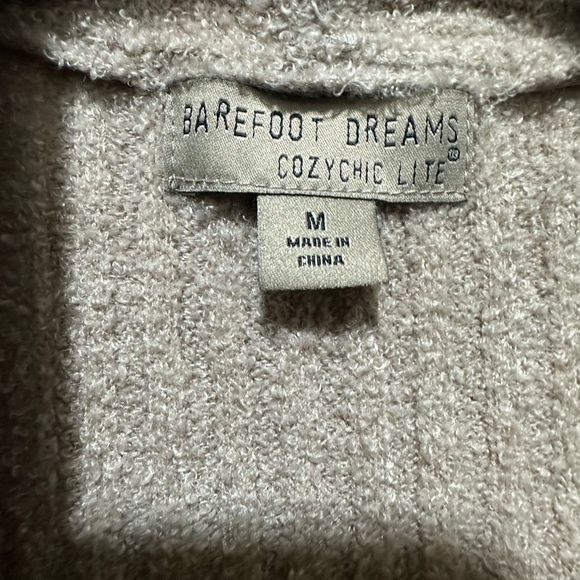 BAREFOOT DREAMS
COZYCHIC LITE®
M
MADE IN
CHINA